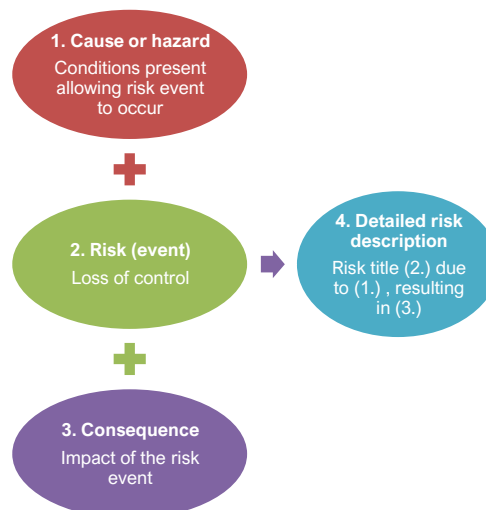 1. Cause or hazard
Conditions present
allowing risk event
to occur
2. Risk (event)
Loss of control
3. Consequence
Impact of the risk
event
4. Detailed risk
description
Risk title (2.) due
to (1.) , resulting
in (3.)